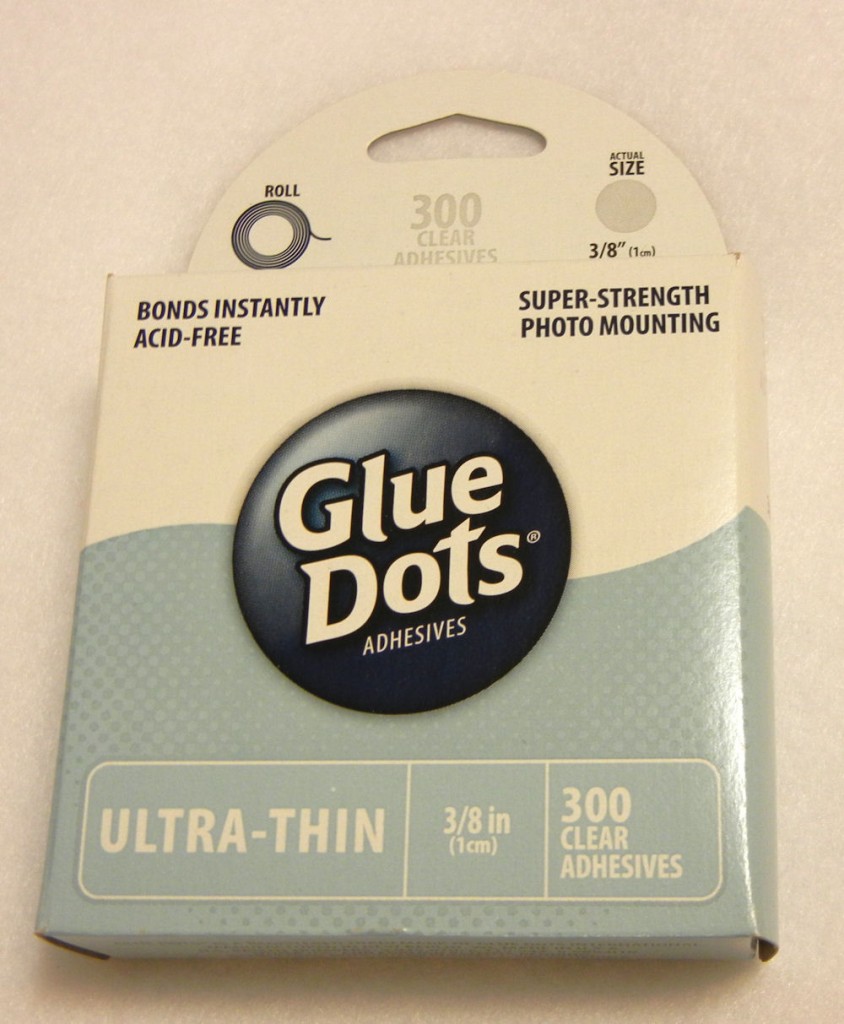 ROLL
ACTUAL
SIZE
300
CLEAR
ADHESIVES
3/8" (1cm)
BONDS INSTANTLY
ACID-FREE
SUPER-STRENGTH
PHOTO MOUNTING
Glue
Dots®
ADHESIVES
ULTRA-THIN
3/8 in
(1cm)
300
CLEAR
ADHESIVES